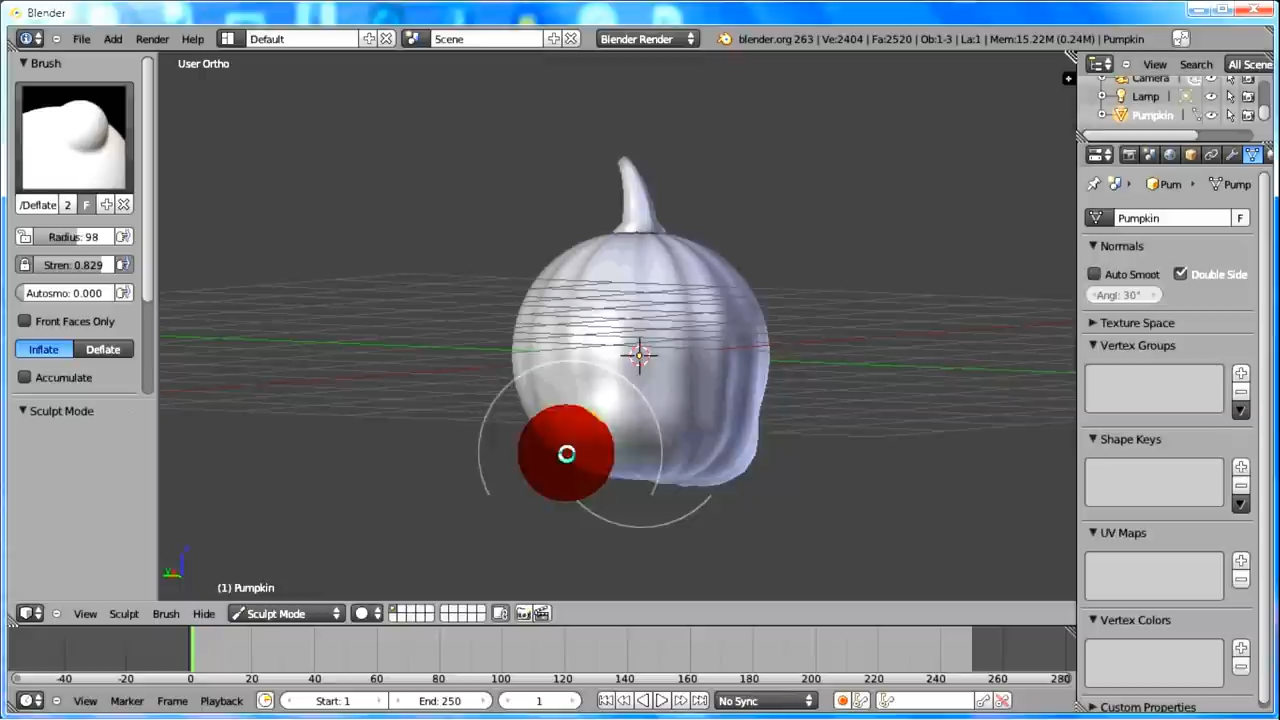 Blender
File Add Render Help Default Scene Blender Render blender.org 263 | Ve:2404 | Fa:2520 | Ob:1-3 | La:1 | Mem:15.22M (0.24M) | Pumpkin
Brush
User Ortho
View Search All Scene
Camera
Lamp
Pumpkin
/Deflate 2 F
Radius: 98
Stren: 0.829
Autosmo: 0.000
Front Faces Only
Inflate Deflate
Accumulate
Sculpt Mode
Pum Pump
Pumpkin F
Normals
Auto Smoot Double Side
Angl: 30°
Texture Space
Vertex Groups
Shape Keys
UV Maps
Vertex Colors
Custom Properties
(1) Pumpkin
View Sculpt Brush Hide Sculpt Mode
-40 -20 0 20 40 60 80 100 120 140 160 180 200 220 240 260 280
View Marker Frame Playback Start: 1 End: 250 1 No Sync